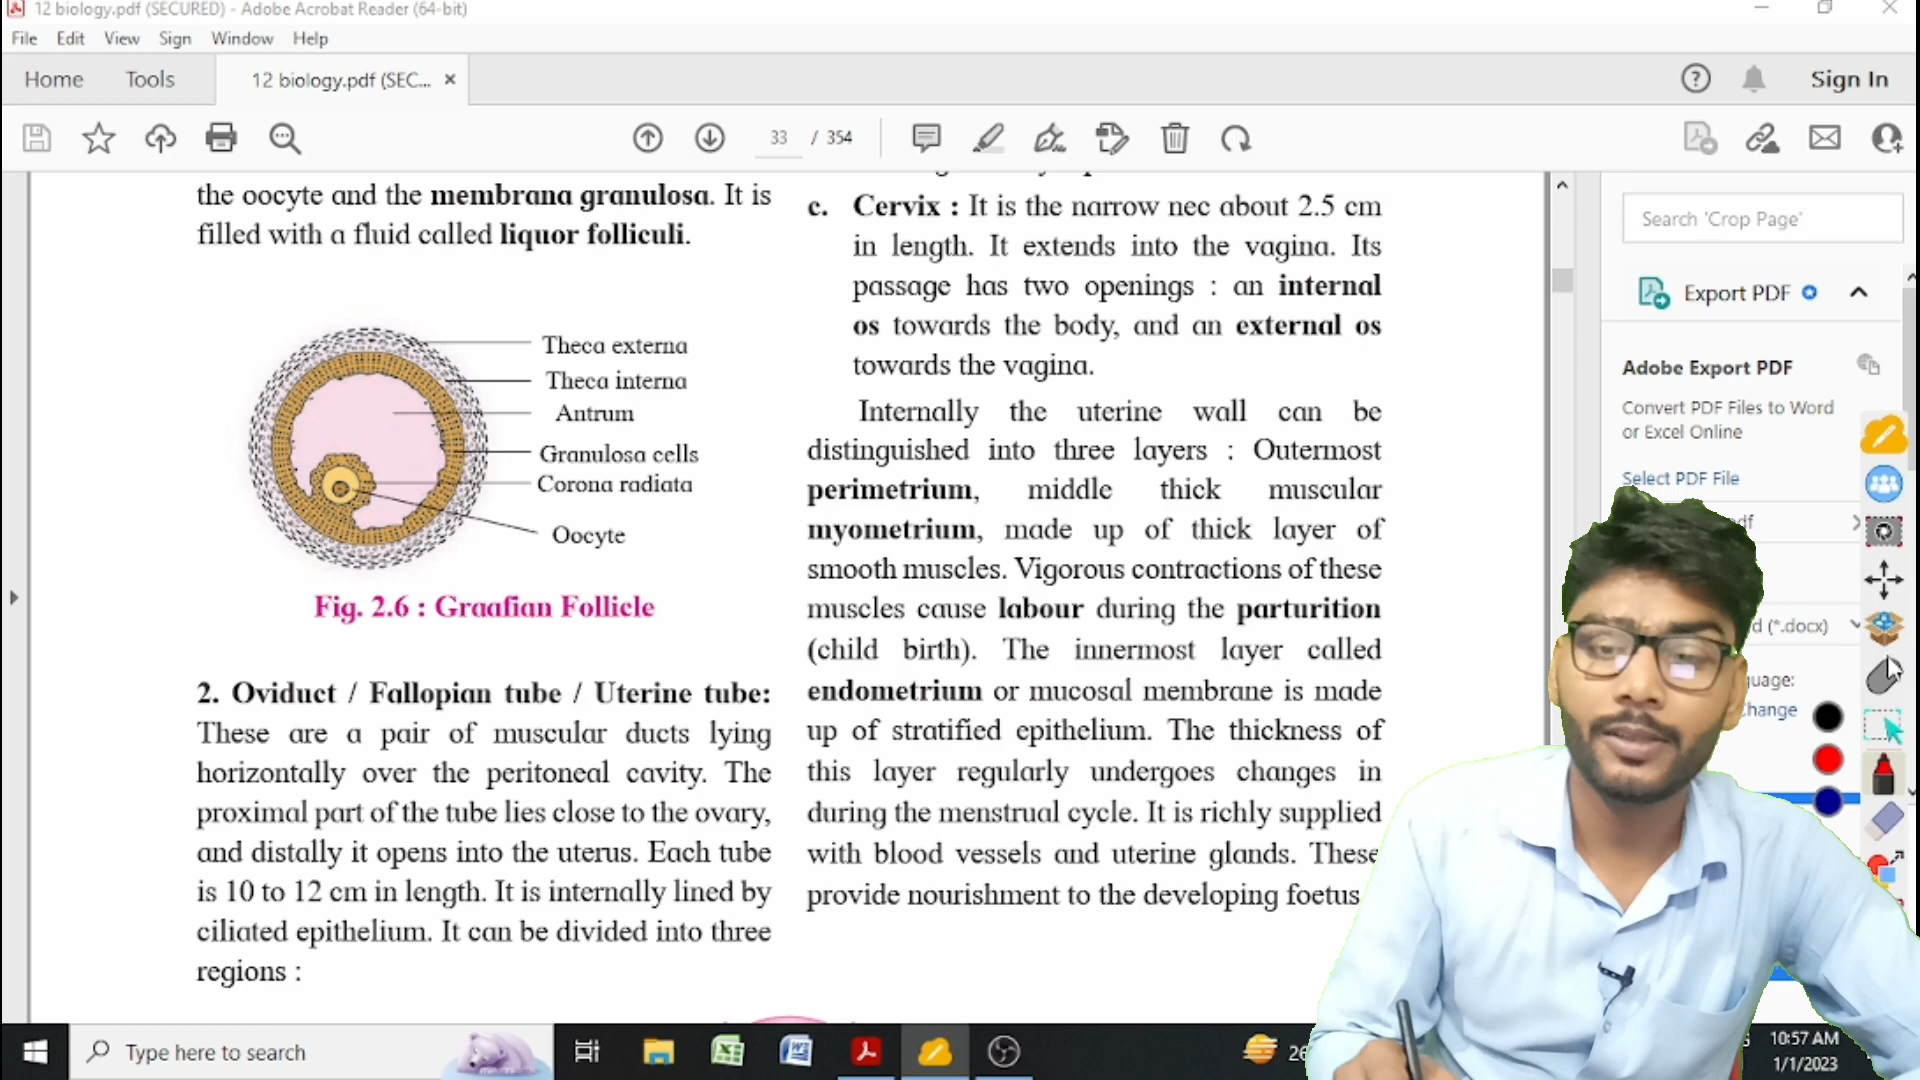 12 biology.pdf (SECURED) - Adobe Acrobat Reader (64-bit)
File Edit View Sign Window Help
Home Tools 12 biology.pdf (SEC... × Sign In
33 / 354
the oocyte and the membrana granulosa. It is
filled with a fluid called liquor folliculi.
Theca externa
Theca interna
Antrum
Granulosa cells
Corona radiata
Oocyte
Fig. 2.6 : Graafian Follicle
2. Oviduct / Fallopian tube / Uterine tube:
These are a pair of muscular ducts lying
horizontally over the peritoneal cavity. The
proximal part of the tube lies close to the ovary,
and distally it opens into the uterus. Each tube
is 10 to 12 cm in length. It is internally lined by
ciliated epithelium. It can be divided into three
regions :
c. Cervix : It is the narrow nec about 2.5 cm
in length. It extends into the vagina. Its
passage has two openings : an internal
os towards the body, and an external os
towards the vagina.
Internally the uterine wall can be
distinguished into three layers : Outermost
perimetrium, middle thick muscular
myometrium, made up of thick layer of
smooth muscles. Vigorous contractions of these
muscles cause labour during the parturition
(child birth). The innermost layer called
endometrium or mucosal membrane is made
up of stratified epithelium. The thickness of
this layer regularly undergoes changes in
during the menstrual cycle. It is richly supplied
with blood vessels and uterine glands. These
provide nourishment to the developing foetus
Search 'Crop Page'
Export PDF
Adobe Export PDF
Convert PDF Files to Word
or Excel Online
Select PDF File
df
d (*.docx)
guage:
Change
Type here to search
26
10:57 AM
1/1/2023